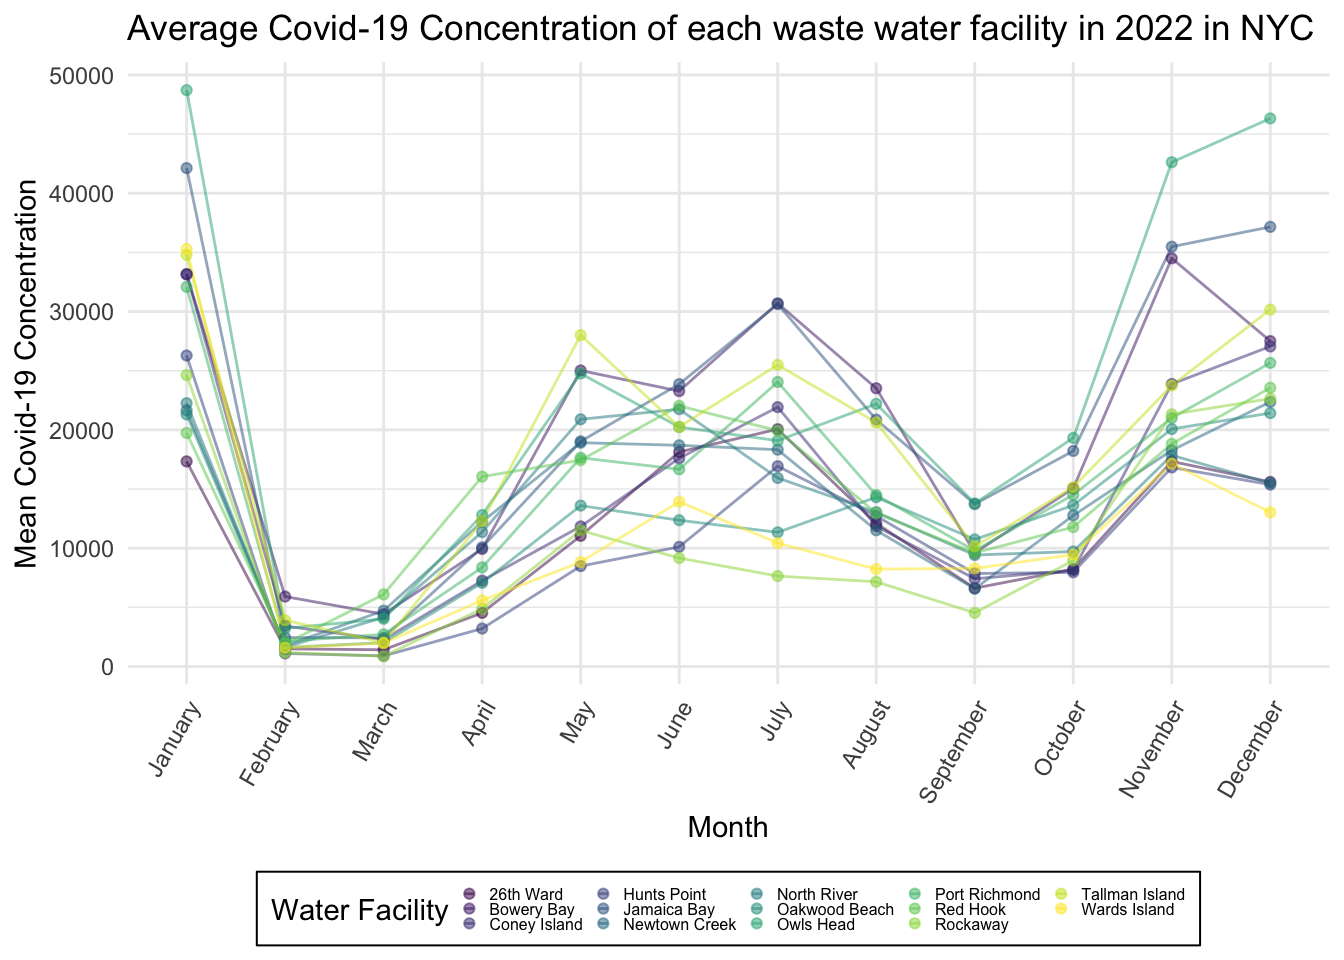 Average Covid-19 Concentration of each waste water facility in 2022 in NYC
50000
40000
30000
20000
10000
0
Mean Covid-19 Concentration
January
February
March
April
May
June
July
August
September
October
November
December
Month
Water Facility
26th Ward
Bowery Bay
Coney Island
Hunts Point
Jamaica Bay
Newtown Creek
North River
Oakwood Beach
Owls Head
Port Richmond
Red Hook
Rockaway
Tallman Island
Wards Island